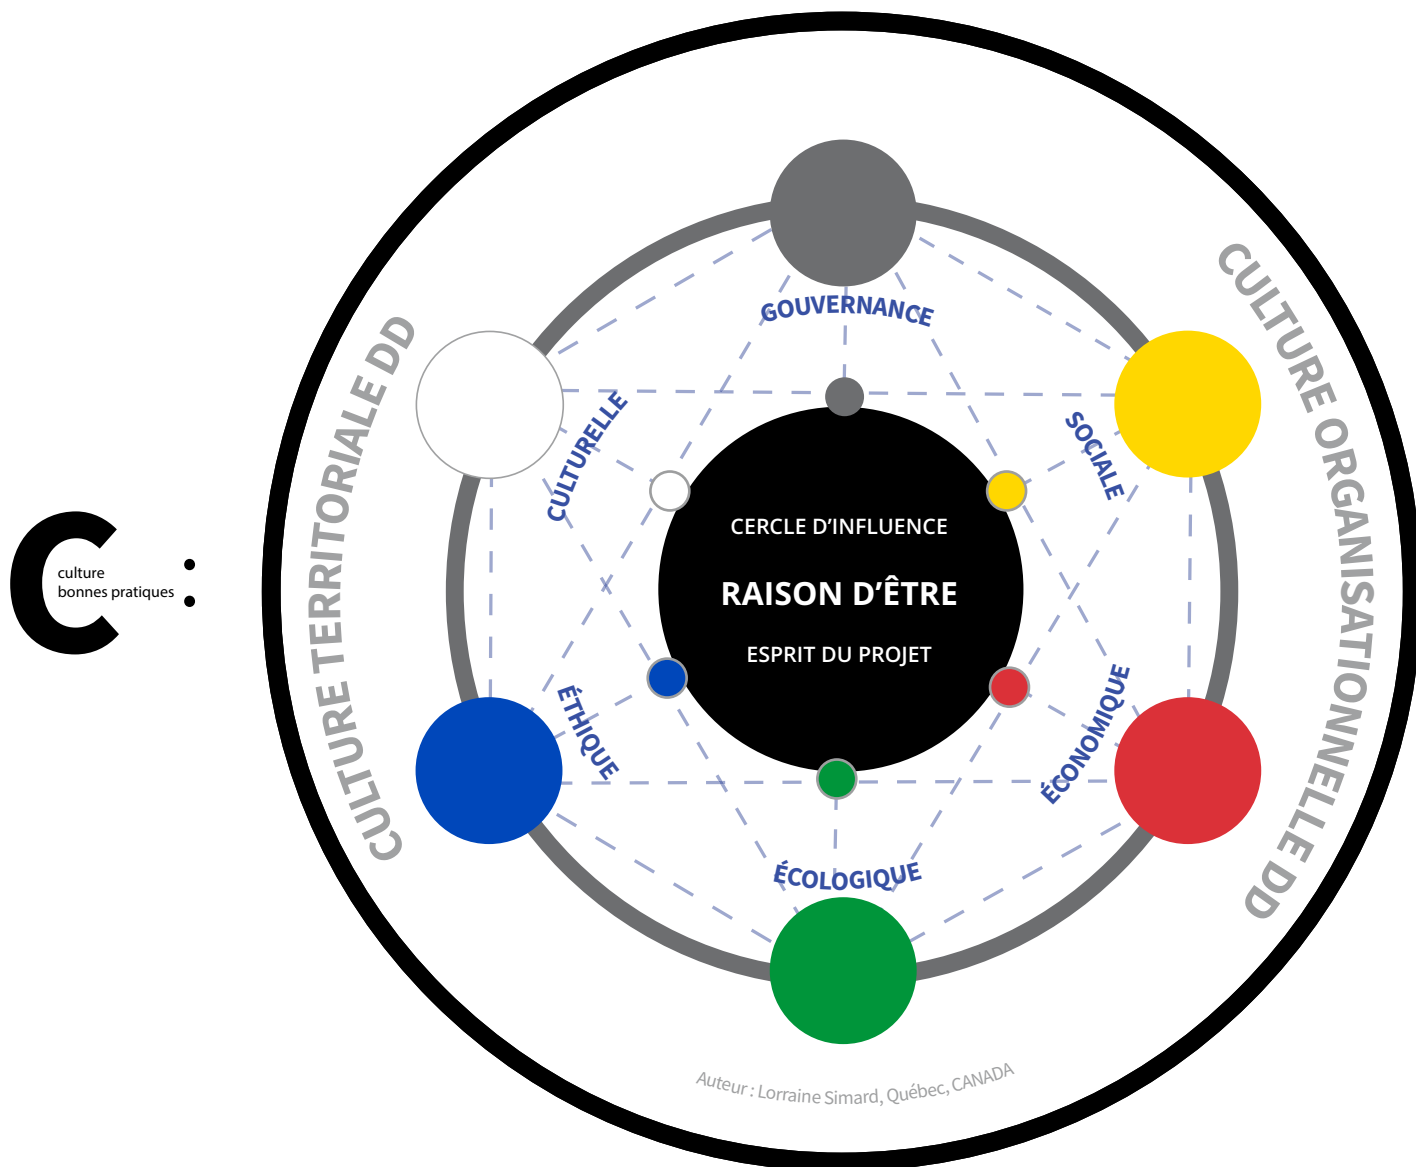 C :
culture
bonnes pratiques
CULTURE TERRITORIALE DD
CULTURE ORGANISATIONNELLE DD
GOUVERNANCE
CULTURELLE
SOCIALE
CERCLE D’INFLUENCE
RAISON D’ÊTRE
ESPRIT DU PROJET
ÉTHIQUE
ÉCONOMIQUE
ÉCOLOGIQUE
Auteur : Lorraine Simard, Québec, CANADA